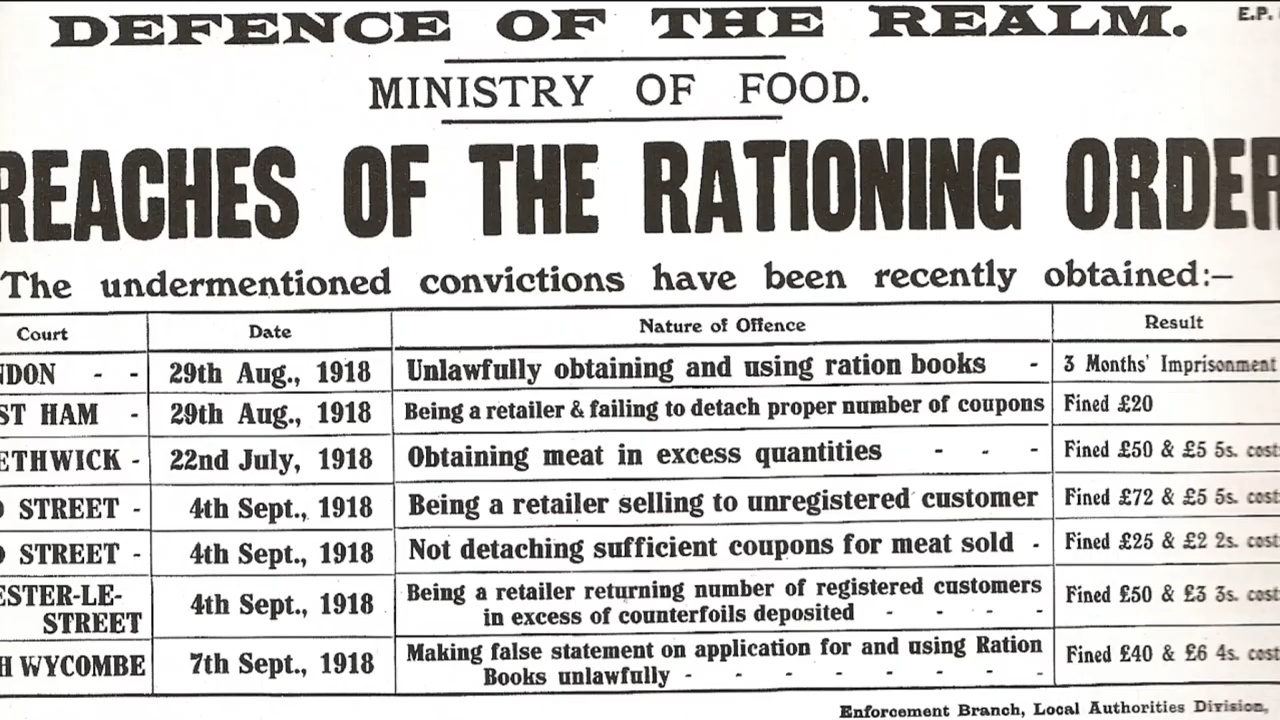 DEFENCE OF THE REALM.
E.P.
MINISTRY OF FOOD.
REACHES OF THE RATIONING ORDER
The undermentioned convictions have been recently obtained:—
Court Date Nature of Offence Result
NDON - - 29th Aug., 1918 Unlawfully obtaining and using ration books - 3 Months' Imprisonment
ST HAM - 29th Aug., 1918 Being a retailer & failing to detach proper number of coupons Fined £20
ETHWICK - 22nd July, 1918 Obtaining meat in excess quantities - - - Fined £50 & £5 5s. cost
STREET - 4th Sept., 1918 Being a retailer selling to unregistered customer Fined £72 & £5 5s. cost
STREET - 4th Sept., 1918 Not detaching sufficient coupons for meat sold - Fined £25 & £2 2s. cost
ESTER-LE-
STREET 4th Sept., 1918 Being a retailer returning number of registered customers
in excess of counterfoils deposited - - - - Fined £50 & £3 3s. cost
H WYCOMBE 7th Sept., 1918 Making false statement on application for and using Ration
Books unlawfully - - - - - - - - Fined £40 & £6 4s. cost
Enforcement Branch, Local Authorities Division,